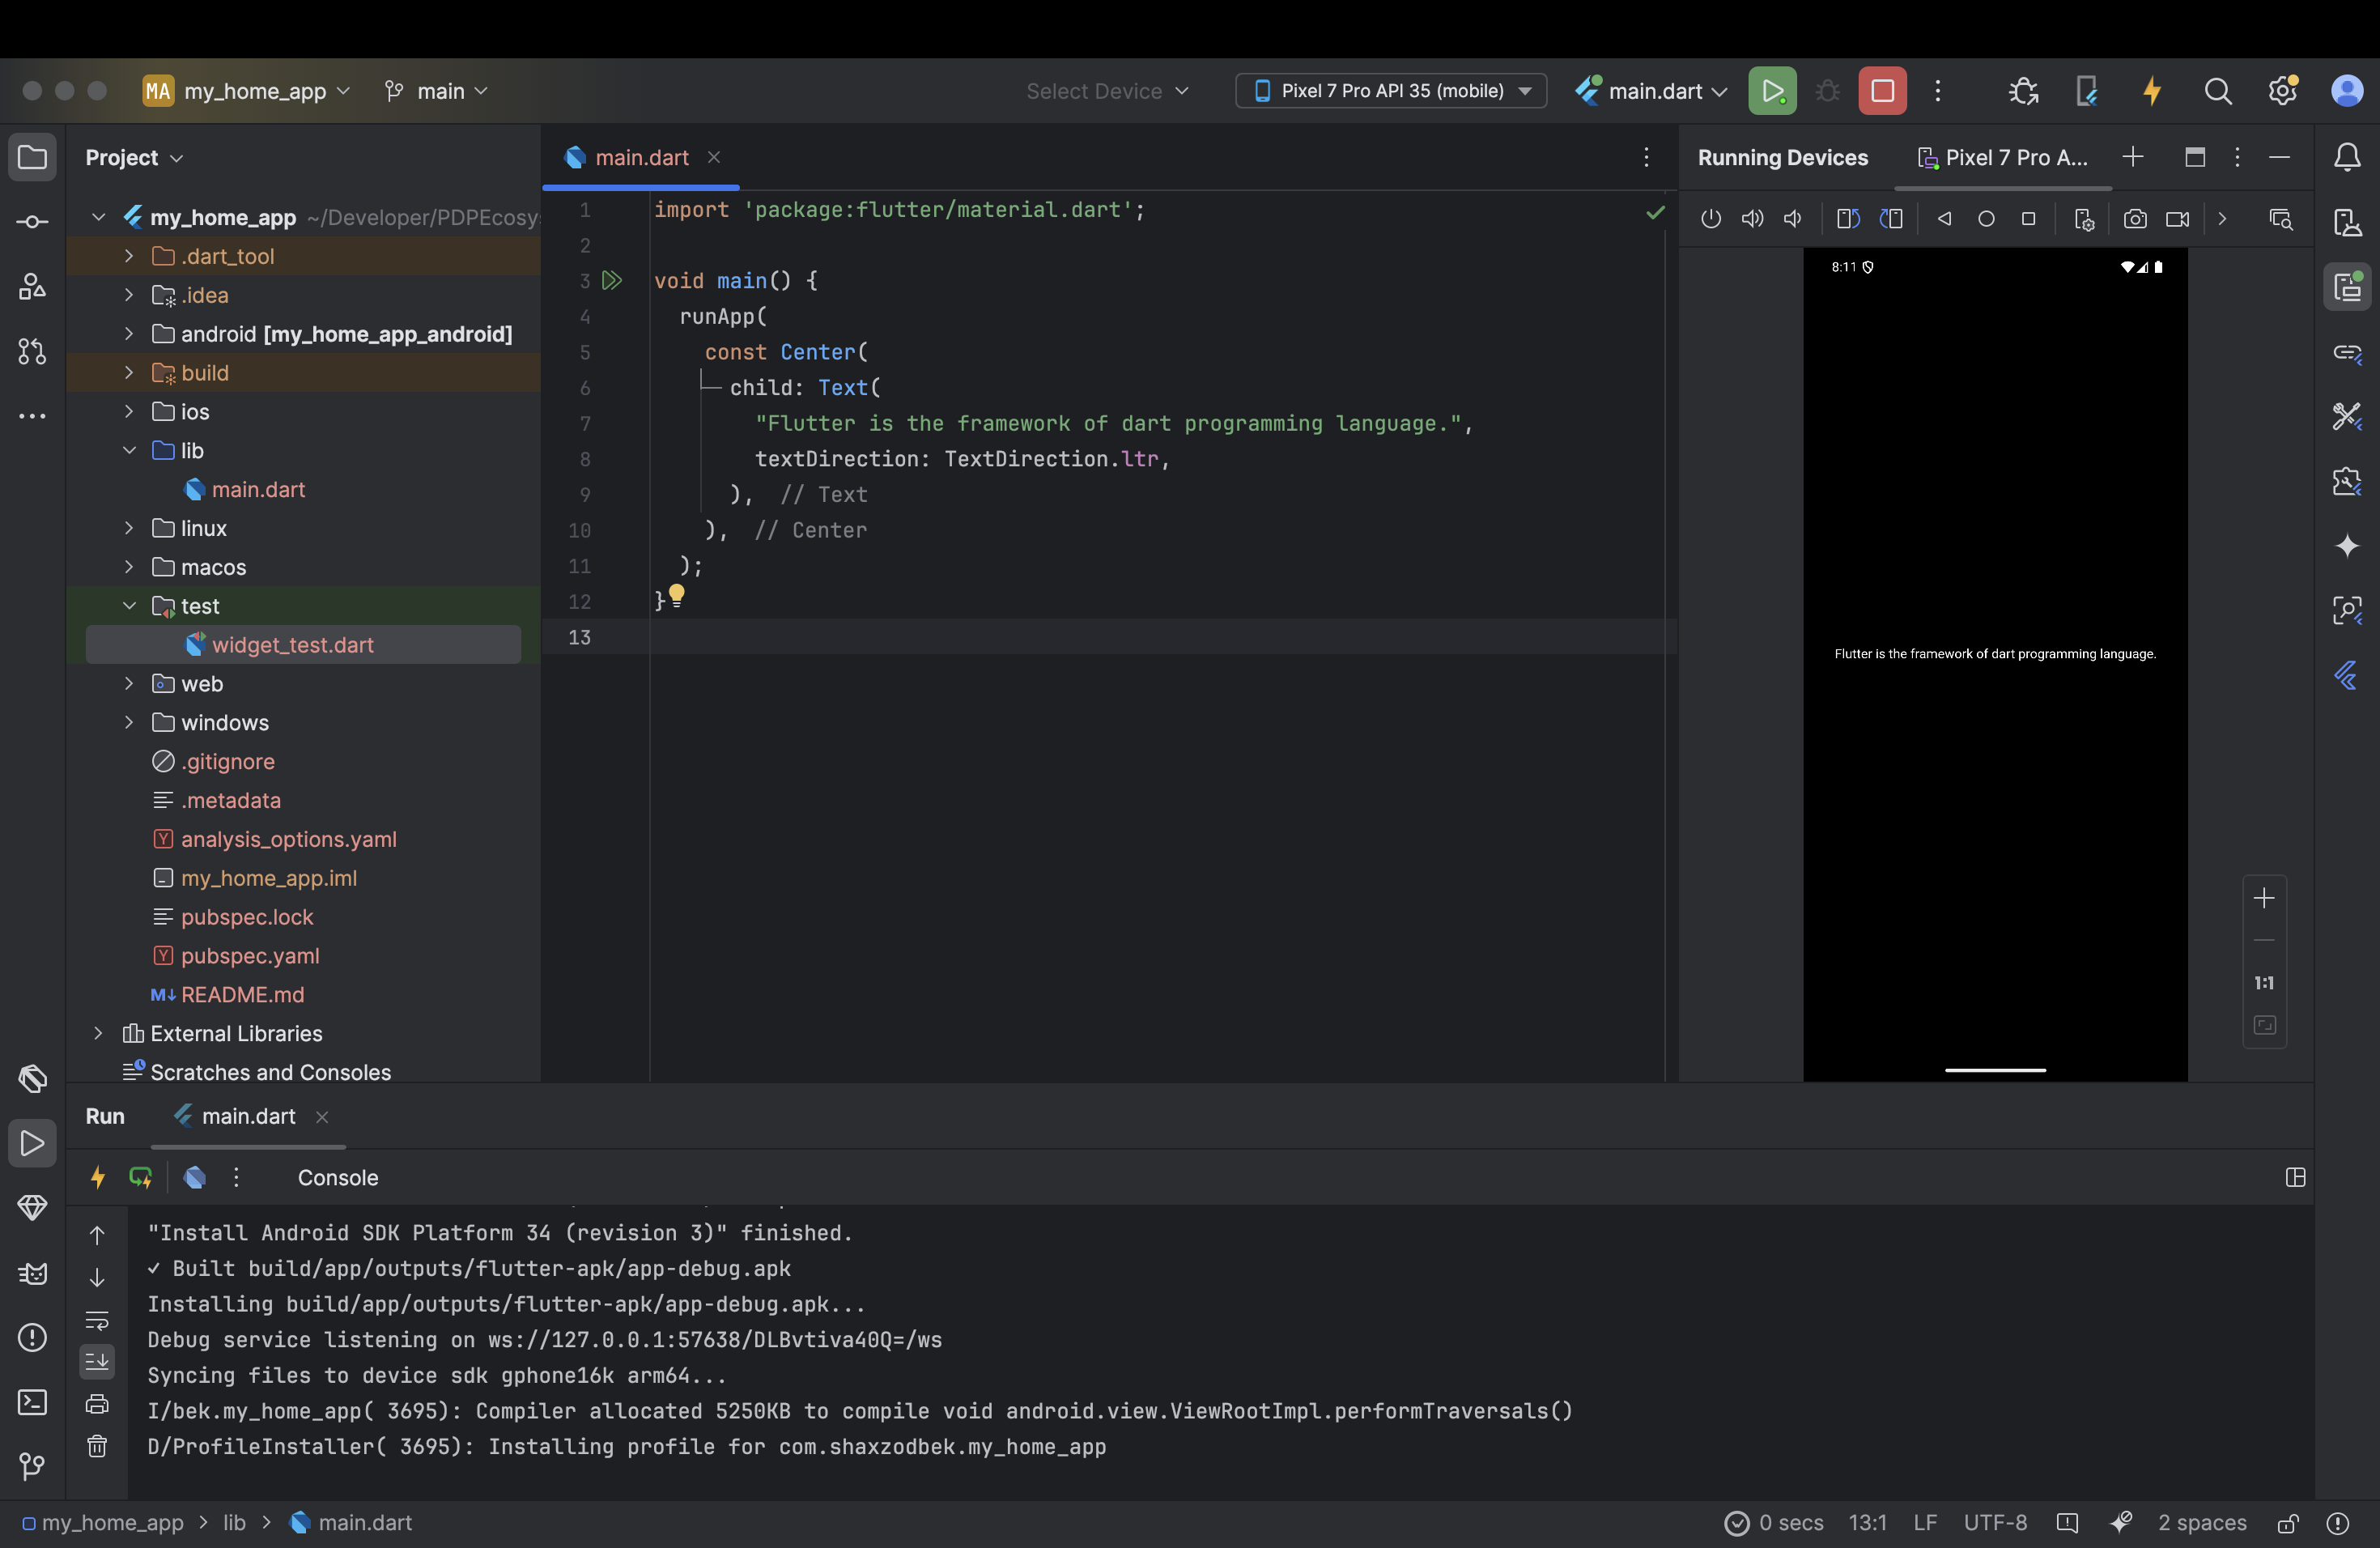 MA my_home_app main Select Device Pixel 7 Pro API 35 (mobile) main.dart
Project
my_home_app ~/Developer/PDPEcosy
.dart_tool
.idea
android [my_home_app_android]
build
ios
lib
main.dart
linux
macos
test
widget_test.dart
web
windows
.gitignore
.metadata
analysis_options.yaml
my_home_app.iml
pubspec.lock
pubspec.yaml
README.md
External Libraries
Scratches and Consoles
main.dart
1 import 'package:flutter/material.dart';
2
3 void main() {
4 runApp(
5 const Center(
6 child: Text(
7 "Flutter is the framework of dart programming language.",
8 textDirection: TextDirection.ltr,
9 ), // Text
10 ), // Center
11 );
12 }
13
Running Devices Pixel 7 Pro A...
8:11
Flutter is the framework of dart programming language.
1:1
Run main.dart
Console
"Install Android SDK Platform 34 (revision 3)" finished.
✓ Built build/app/outputs/flutter-apk/app-debug.apk
Installing build/app/outputs/flutter-apk/app-debug.apk...
Debug service listening on ws://127.0.0.1:57638/DLBvtiva40Q=/ws
Syncing files to device sdk gphone16k arm64...
I/bek.my_home_app( 3695): Compiler allocated 5250KB to compile void android.view.ViewRootImpl.performTraversals()
D/ProfileInstaller( 3695): Installing profile for com.shaxzodbek.my_home_app
my_home_app > lib > main.dart 0 secs 13:1 LF UTF-8 2 spaces